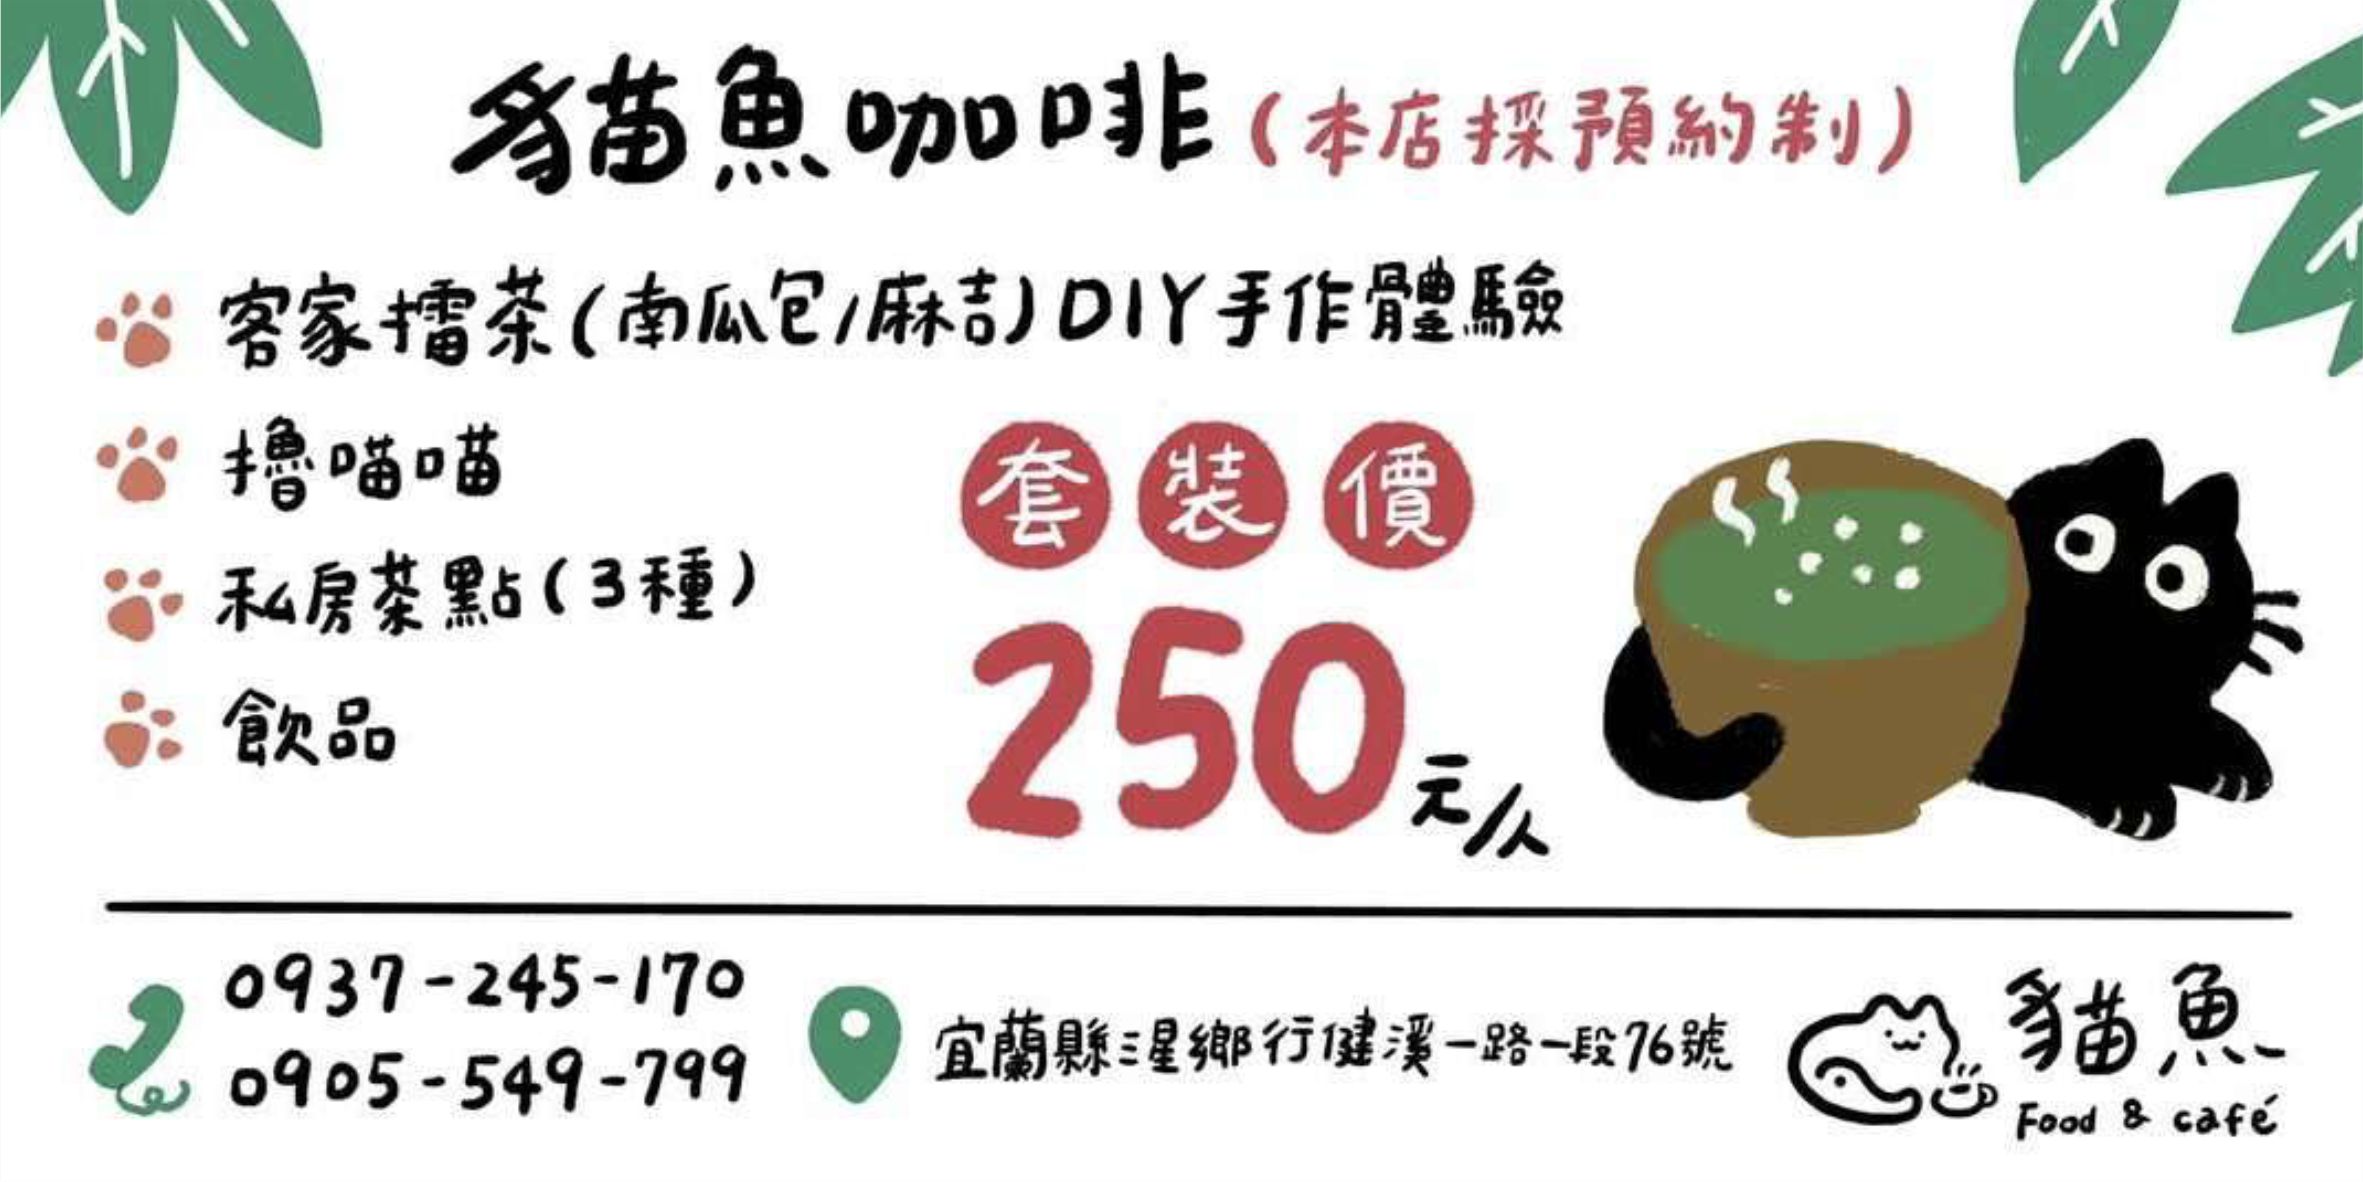 貓魚咖啡(本店採預約制)
客家擂茶(南瓜包/麻吉)DIY手作體驗
擼喵喵
私房茶點(3種)
飲品
套裝價
250元/人
0937-245-170
0905-549-799
宜蘭縣三星鄉行健溪一路一段76號
貓魚
Food & café